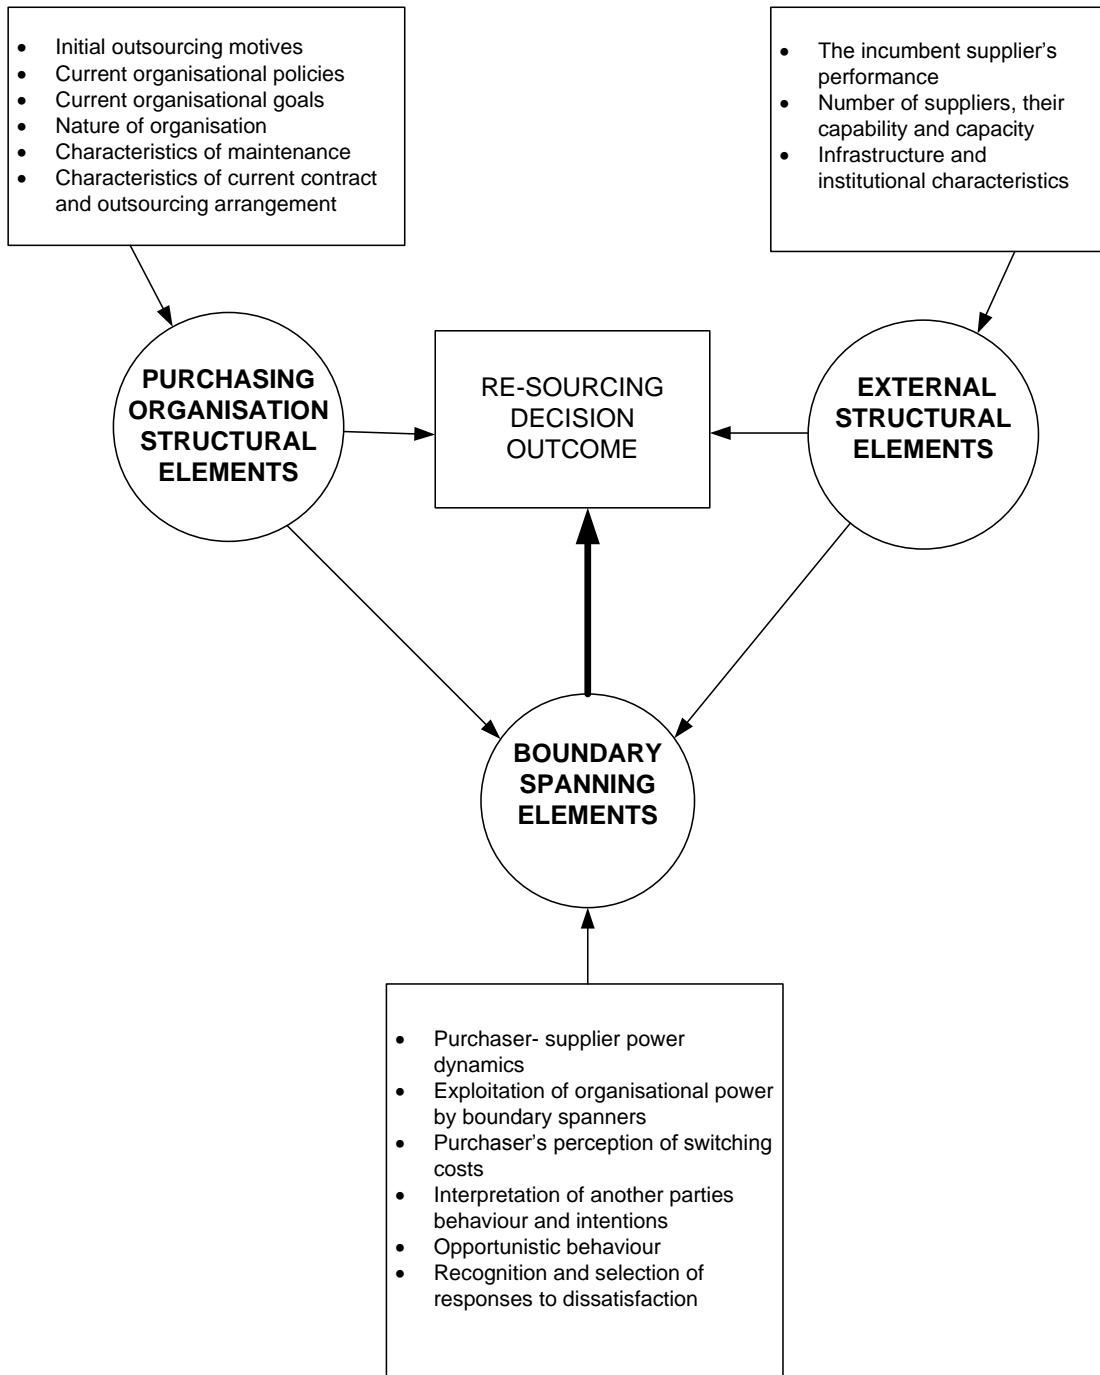 • Initial outsourcing motives
• Current organisational policies
• Current organisational goals
• Nature of organisation
• Characteristics of maintenance
• Characteristics of current contract
and outsourcing arrangement
• The incumbent supplier's
performance
• Number of suppliers, their
capability and capacity
• Infrastructure and
institutional characteristics
PURCHASING
ORGANISATION
STRUCTURAL
ELEMENTS
RE-SOURCING
DECISION
OUTCOME
EXTERNAL
STRUCTURAL
ELEMENTS
BOUNDARY
SPANNING
ELEMENTS
• Purchaser- supplier power
dynamics
• Exploitation of organisational power
by boundary spanners
• Purchaser's perception of switching
costs
• Interpretation of another parties
behaviour and intentions
• Opportunistic behaviour
• Recognition and selection of
responses to dissatisfaction